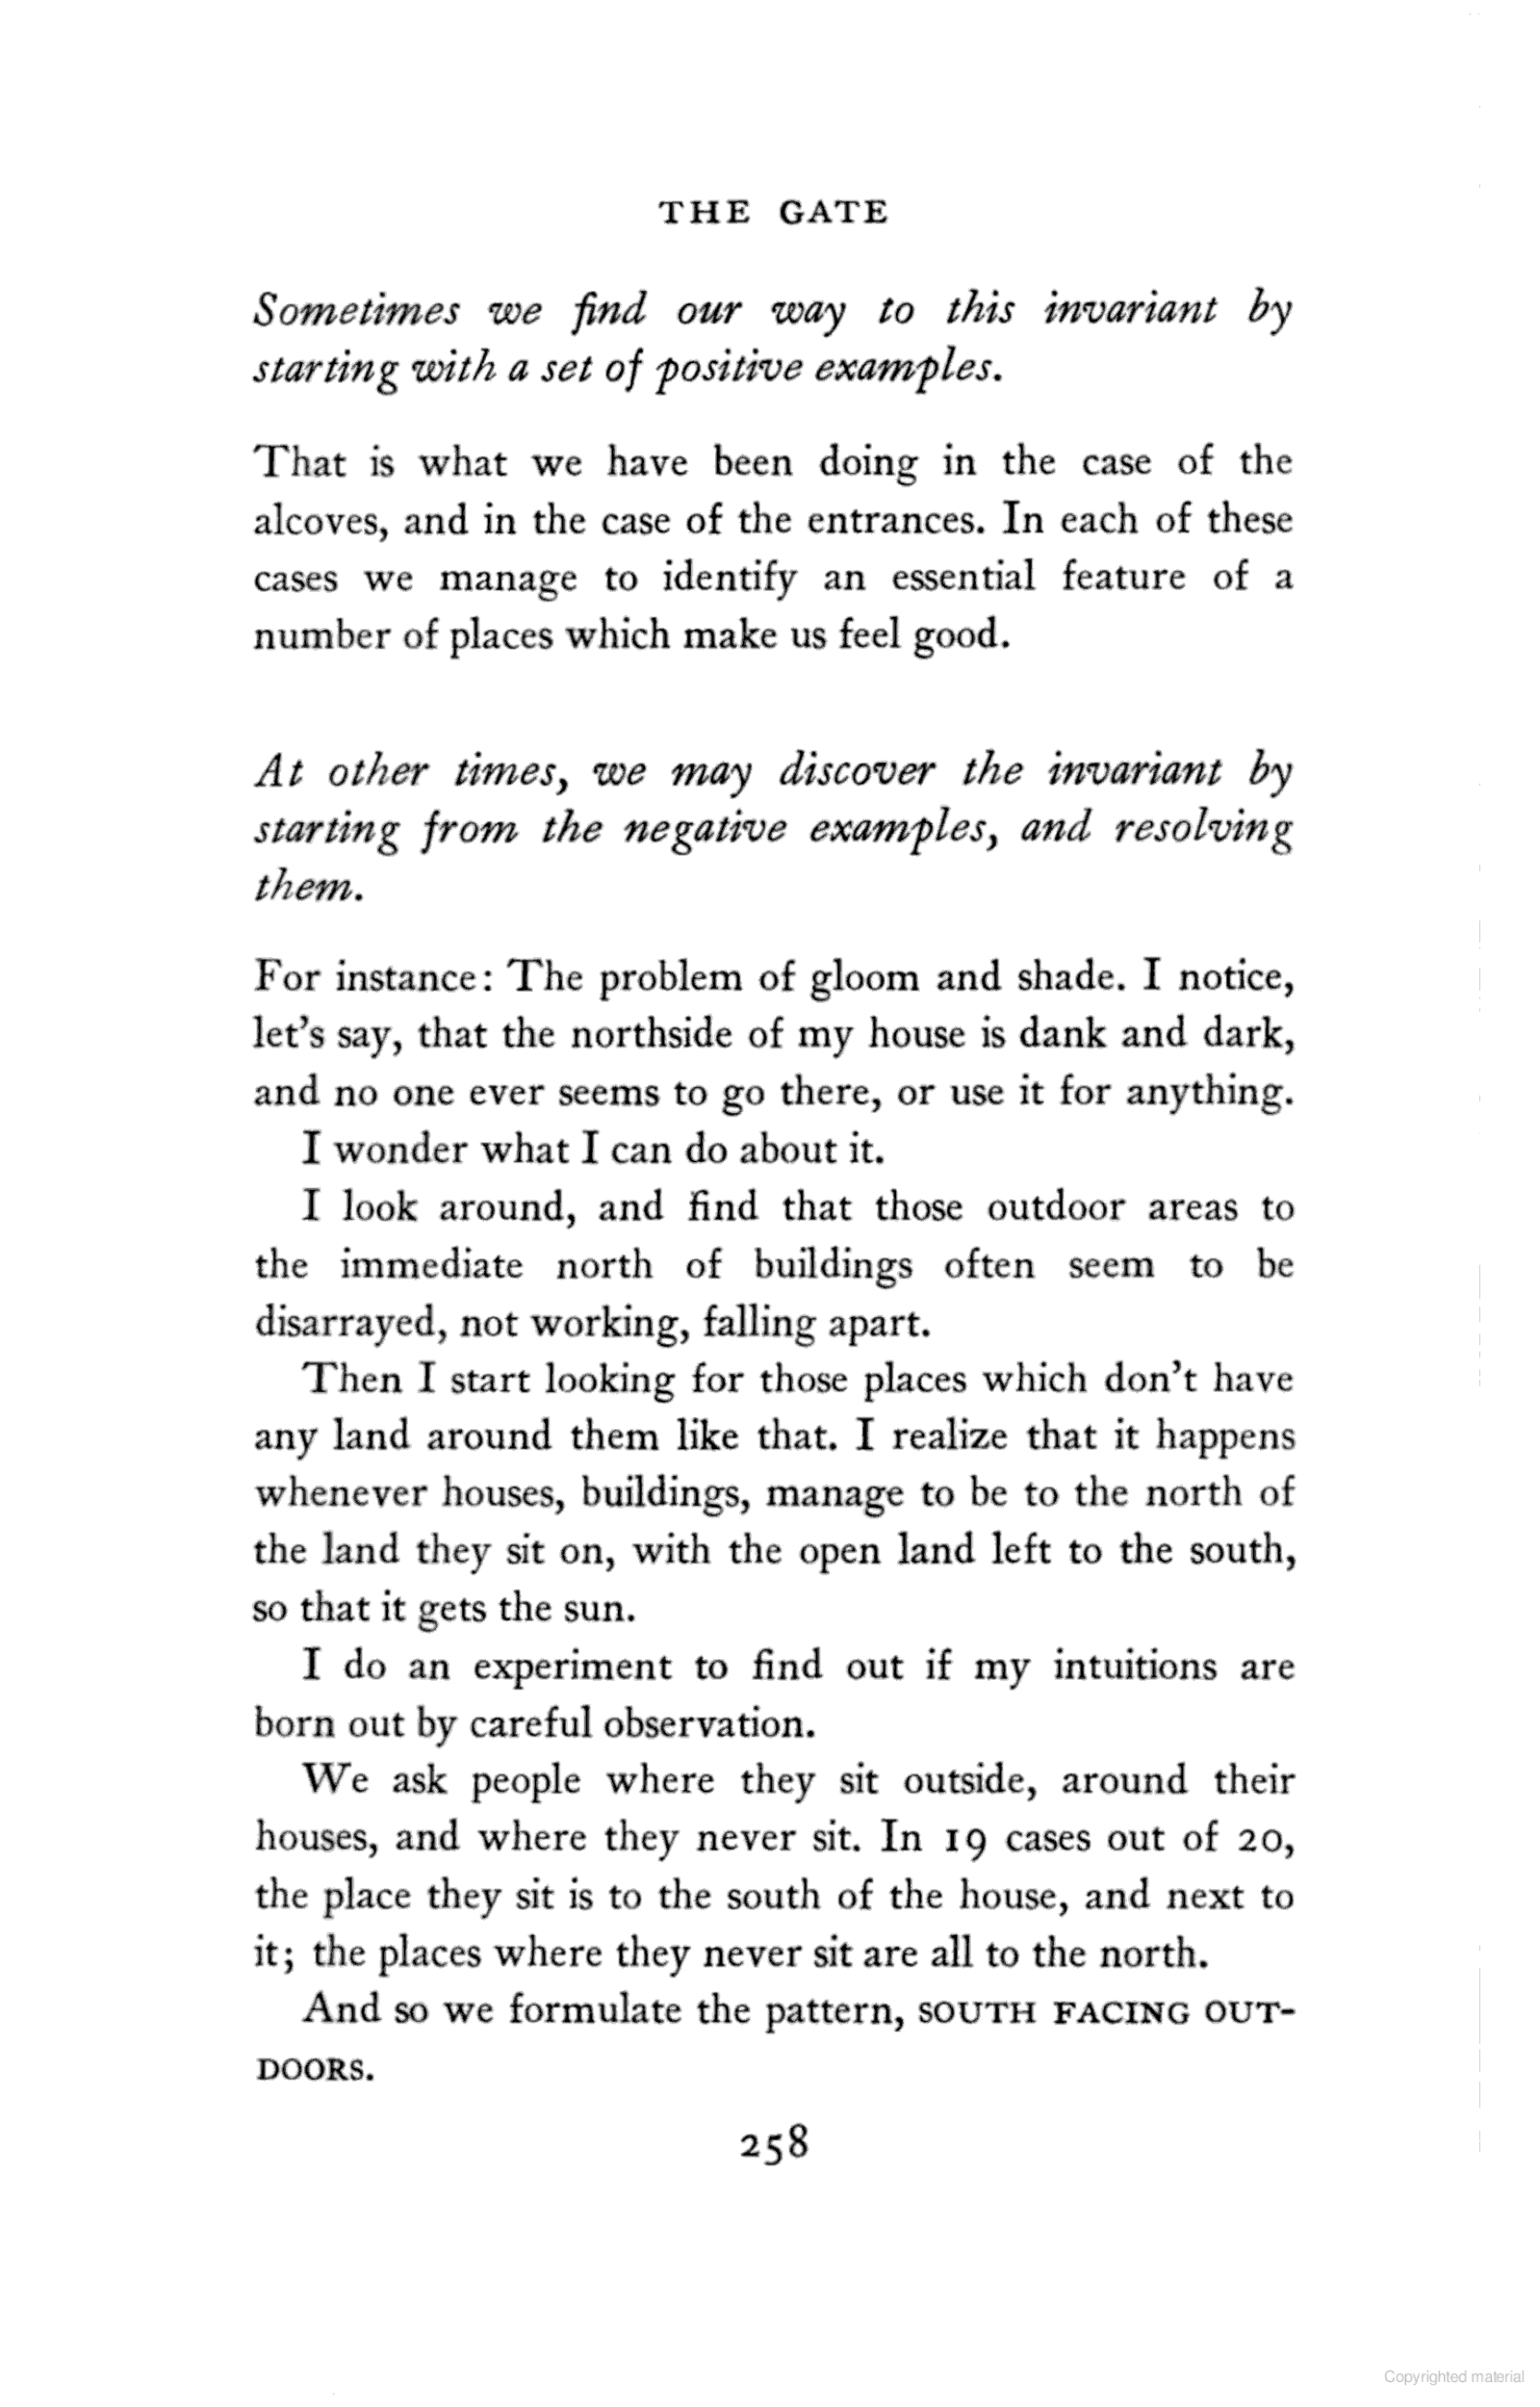 THE GATE
Sometimes we find our way to this invariant by
starting with a set of positive examples.
That is what we have been doing in the case of the
alcoves, and in the case of the entrances. In each of these
cases we manage to identify an essential feature of a
number of places which make us feel good.
At other times, we may discover the invariant by
starting from the negative examples, and resolving
them.
For instance: The problem of gloom and shade. I notice,
let's say, that the northside of my house is dank and dark,
and no one ever seems to go there, or use it for anything.
I wonder what I can do about it.
I look around, and find that those outdoor areas to
the immediate north of buildings often seem to be
disarrayed, not working, falling apart.
Then I start looking for those places which don't have
any land around them like that. I realize that it happens
whenever houses, buildings, manage to be to the north of
the land they sit on, with the open land left to the south,
so that it gets the sun.
I do an experiment to find out if my intuitions are
born out by careful observation.
We ask people where they sit outside, around their
houses, and where they never sit. In 19 cases out of 20,
the place they sit is to the south of the house, and next to
it; the places where they never sit are all to the north.
And so we formulate the pattern, SOUTH FACING OUT-
DOORS.
258
Copyrighted material